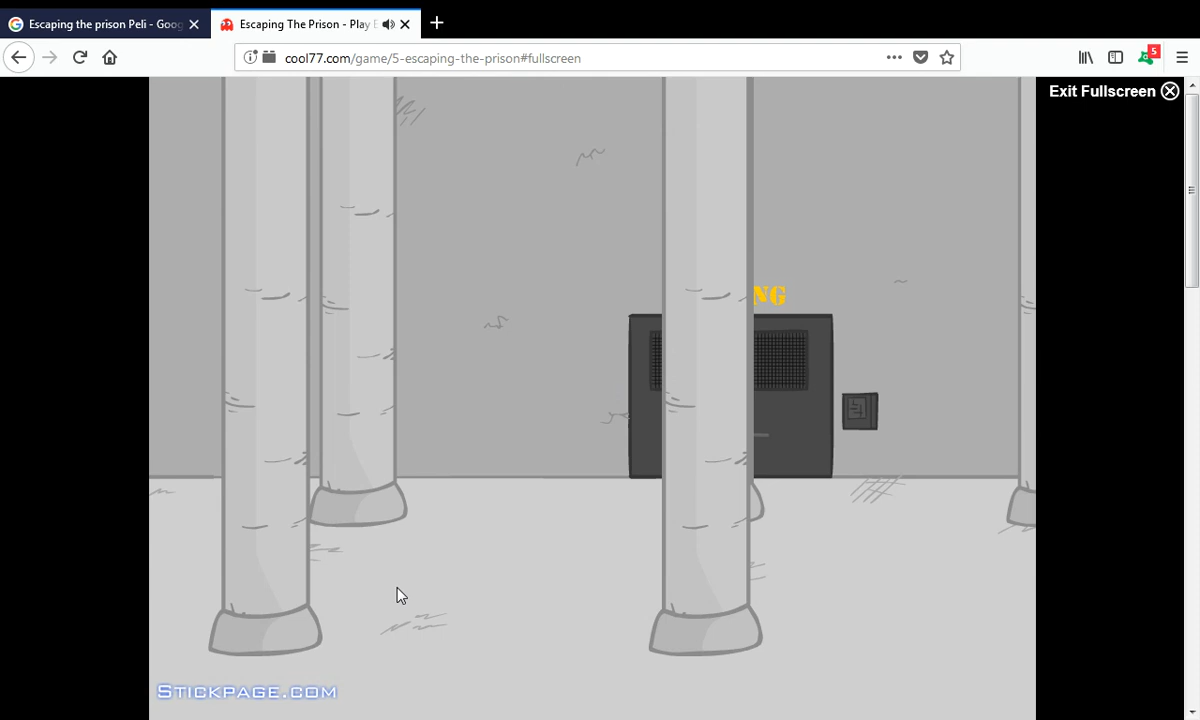 Escaping the prison Peli - Goog
Escaping The Prison - Play E
cool77.com/game/5-escaping-the-prison#fullscreen
5
Exit Fullscreen
NG
STICKPAGE.COM